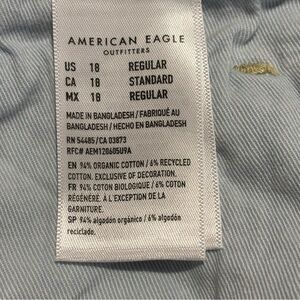 AMERICAN EAGLE
OUTFITTERS
US 18 REGULAR
CA 18 STANDARD
MX 18 REGULAR
MADE IN BANGLADESH / FABRIQUÉ AU
BANGLADESH / HECHO EN BANGLADESH
RN 54485/CA 03873
RFC# AEM120605U9A
EN 94% ORGANIC COTTON / 6% RECYCLED
COTTON. EXCLUSIVE OF DECORATION.
FR 94% COTON BIOLOGIQUE / 6% COTON
RÉGÉNÉRÉ. À L'EXCEPTION DE LA
GARNITURE.
SP 94% algodón orgánico / 6% algodón
reciclado.